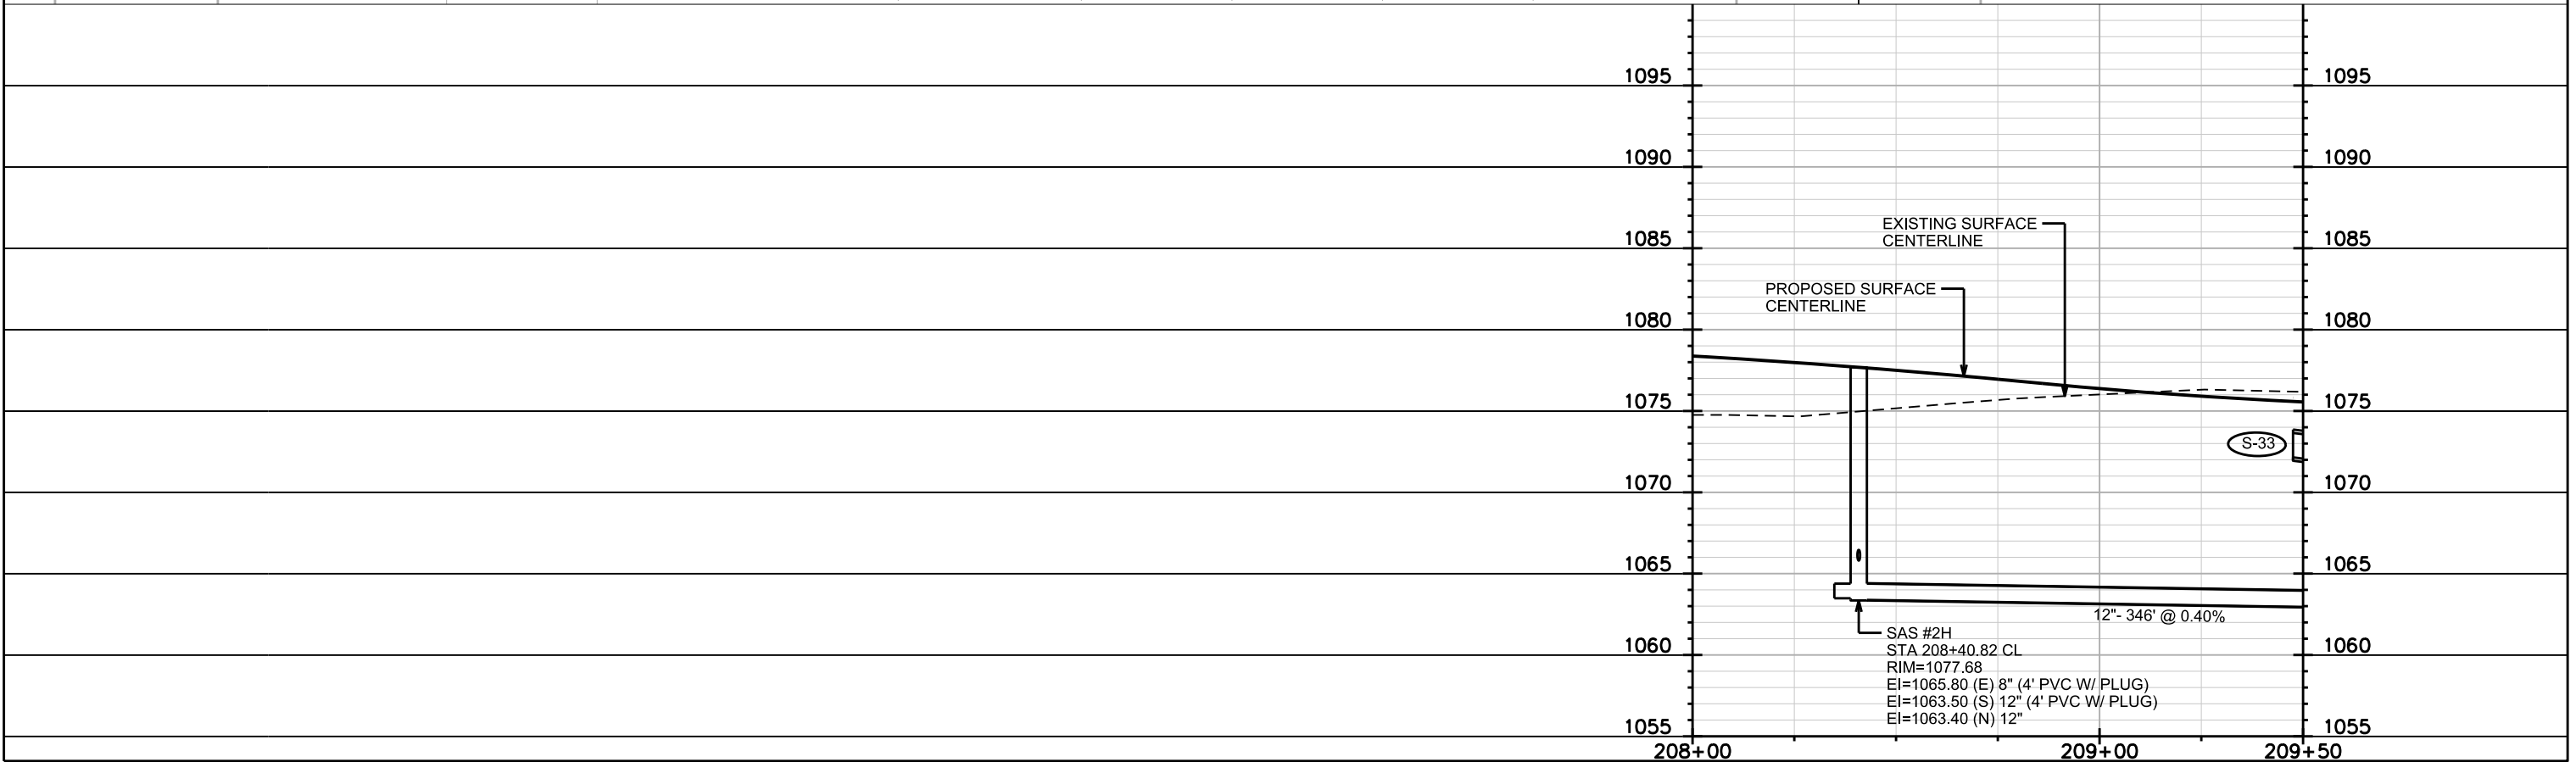 1095
1095
1090
1090
EXISTING SURFACE
CENTERLINE
1085
1085
PROPOSED SURFACE
CENTERLINE
1080
1080
1075
1075
S-33
1070
1070
1065
1065
12"- 346' @ 0.40%
SAS #2H
1060
1060
STA 208+40.82 CL
RIM=1077.68
EI=1065.80 (E) 8" (4' PVC W/ PLUG)
EI=1063.50 (S) 12" (4' PVC W/ PLUG)
EI=1063.40 (N) 12"
1055
1055
208+00
209+00
209+50